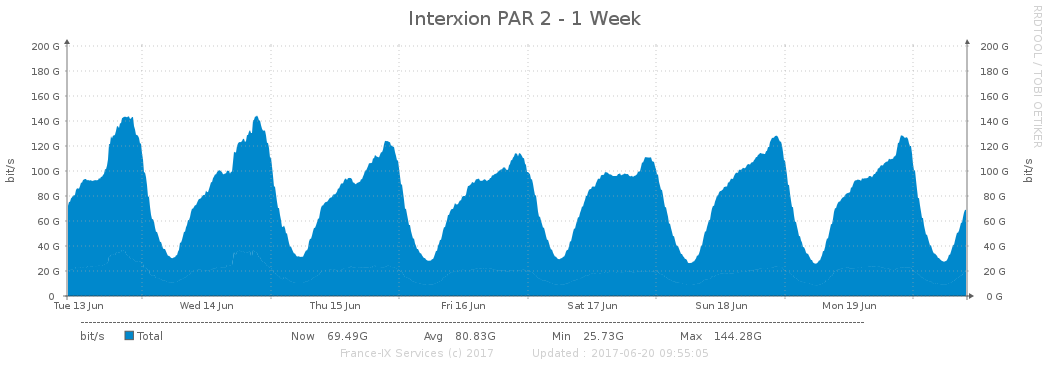 Interxion PAR 2 - 1 Week
RRDTOOL / TOBI OETIKER
bit/s
200 G
180 G
160 G
140 G
120 G
100 G
80 G
60 G
40 G
20 G
0
200 G
180 G
160 G
140 G
120 G
100 G
80 G
60 G
40 G
20 G
0 G
bit/s
Tue 13 Jun Wed 14 Jun Thu 15 Jun Fri 16 Jun Sat 17 Jun Sun 18 Jun Mon 19 Jun
bit/s Total Now 69.49G Avg 80.83G Min 25.73G Max 144.28G
France-IX Services (c) 2017 Updated : 2017-06-20 09:55:05